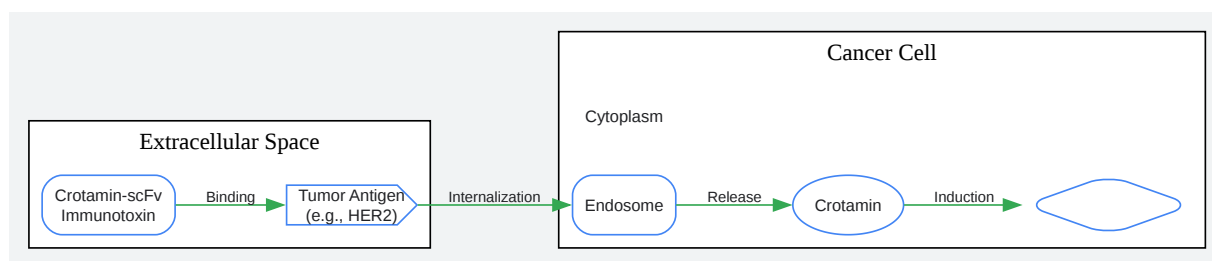 Cancer Cell
Cytoplasm
Extracellular Space
Crotamin-scFv
Immunotoxin
Binding
Tumor Antigen
(e.g., HER2)
Internalization
Endosome
Release
Crotamin
Induction